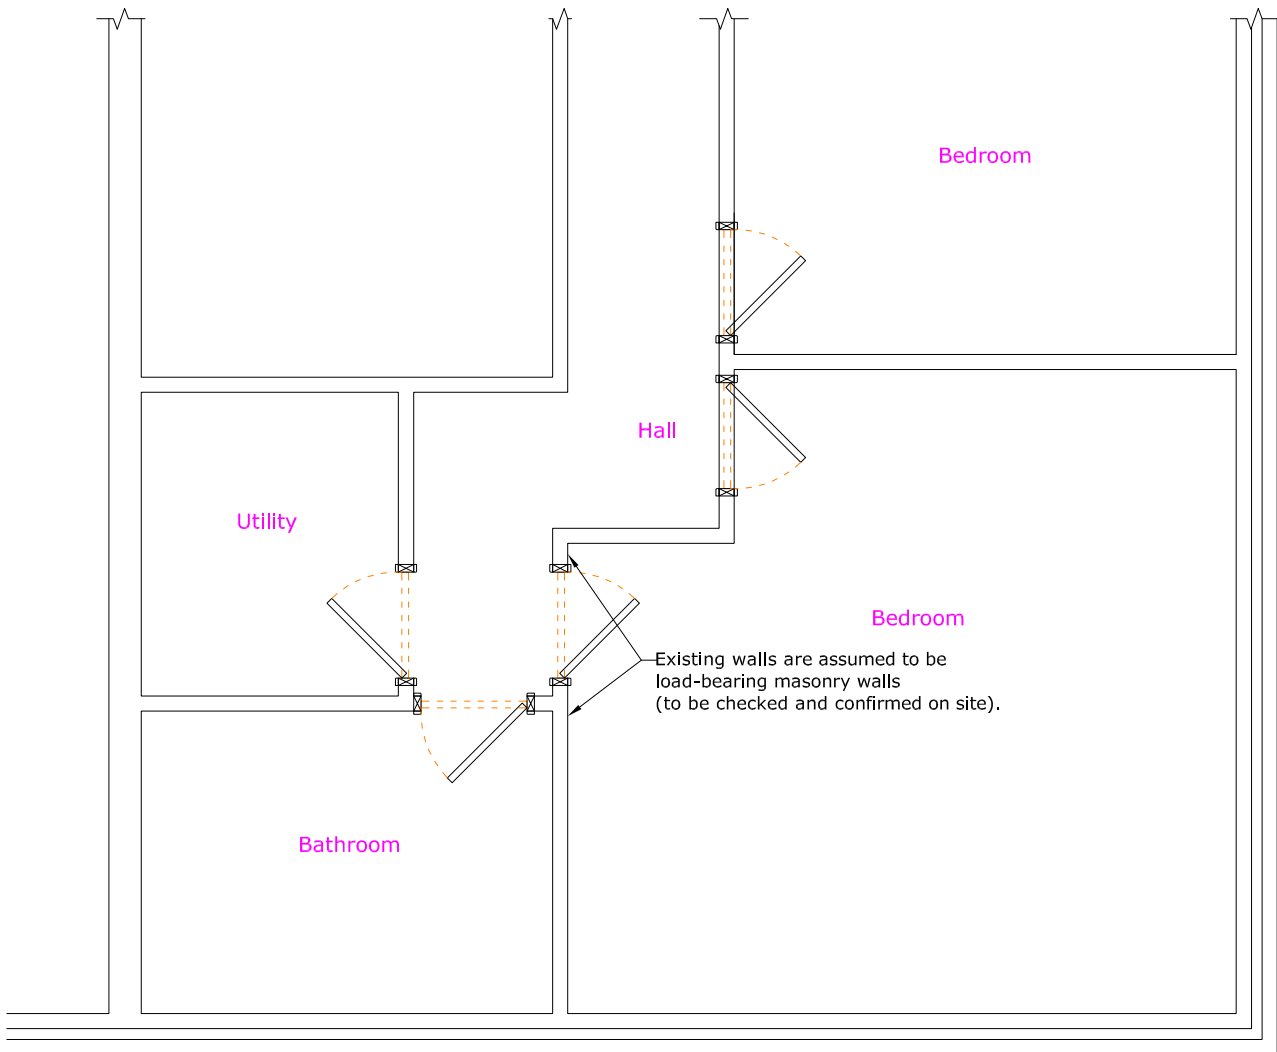 Bedroom
Hall
Utility
Bedroom
Existing walls are assumed to be
load-bearing masonry walls
(to be checked and confirmed on site).
Bathroom